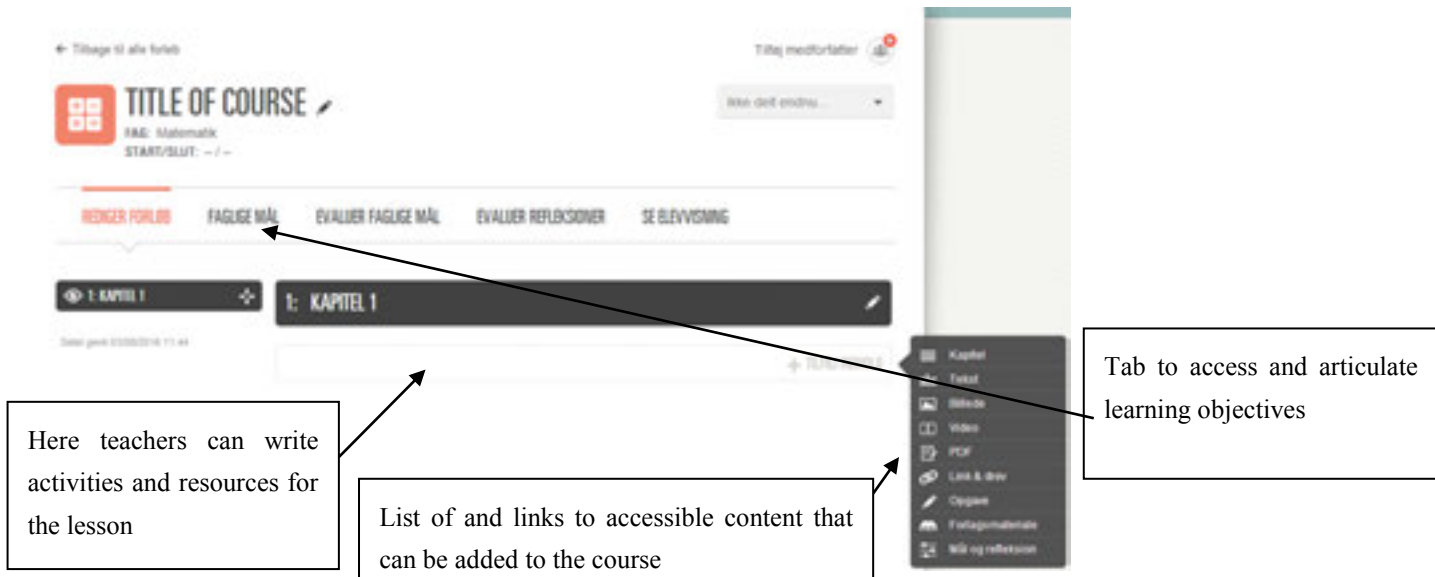 ← Tilbage til alle forløb
Tilføj medforfatter
TITLE OF COURSE
FAG: Matematik
START/SLUT: – / –
Ikke delt endnu...
REDIGER FORLØB FAGLIGE MÅL EVALUER FAGLIGE MÅL EVALUER REFLEKSIONER SE ELEVVISNING
1: KAPITEL 1
1: KAPITEL 1
Sidst gemt 11:44
+
Kapitel
Tekst
Billede
Video
PDF
Link & drev
Opgave
Forlagsmateriale
Mål og refleksion
Tab to access and articulate
learning objectives
Here teachers can write
activities and resources for
the lesson
List of and links to accessible content that
can be added to the course